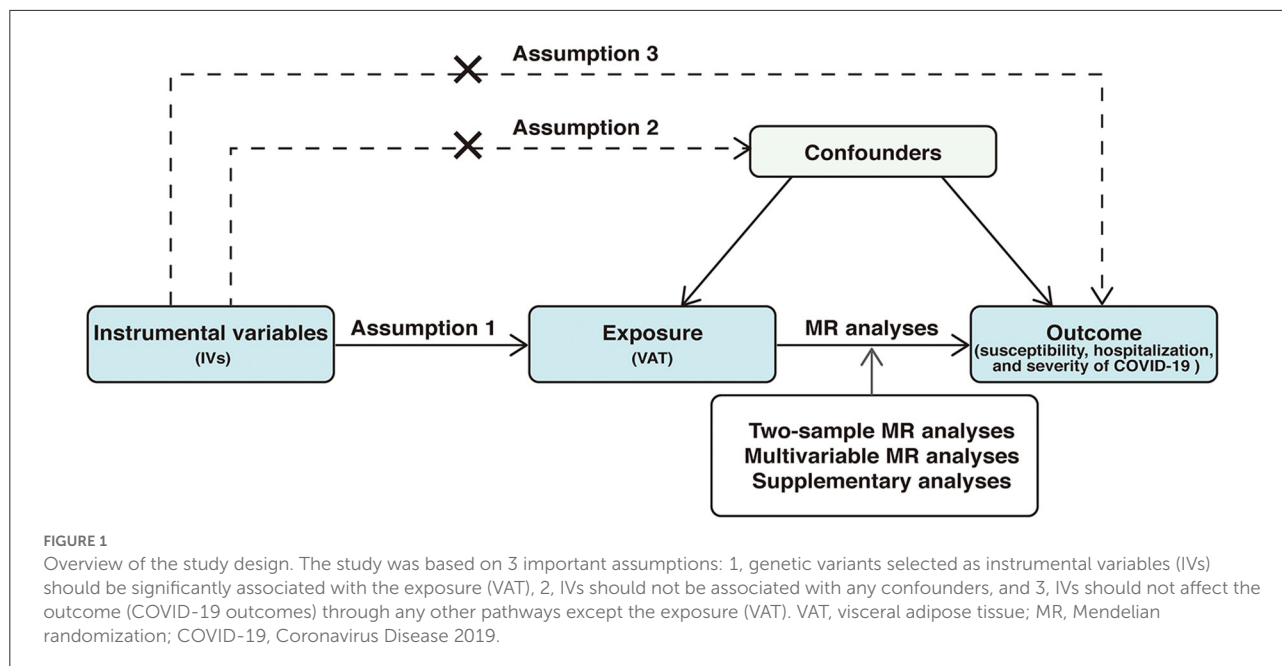 Assumption 3
Assumption 2
Confounders
Instrumental variables
(IVs)
Assumption 1
Exposure
(VAT)
MR analyses
Outcome
(susceptibility, hospitalization,
and severity of COVID-19 )
Two-sample MR analyses
Multivariable MR analyses
Supplementary analyses
FIGURE 1
Overview of the study design. The study was based on 3 important assumptions: 1, genetic variants selected as instrumental variables (IVs)
should be significantly associated with the exposure (VAT), 2, IVs should not be associated with any confounders, and 3, IVs should not affect the
outcome (COVID-19 outcomes) through any other pathways except the exposure (VAT). VAT, visceral adipose tissue; MR, Mendelian
randomization; COVID-19, Coronavirus Disease 2019.